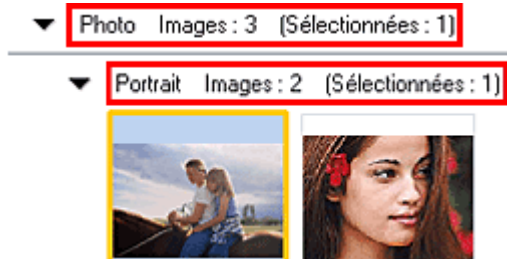 Photo Images : 3 (Sélectionnées : 1)
Portrait Images : 2 (Sélectionnées : 1)